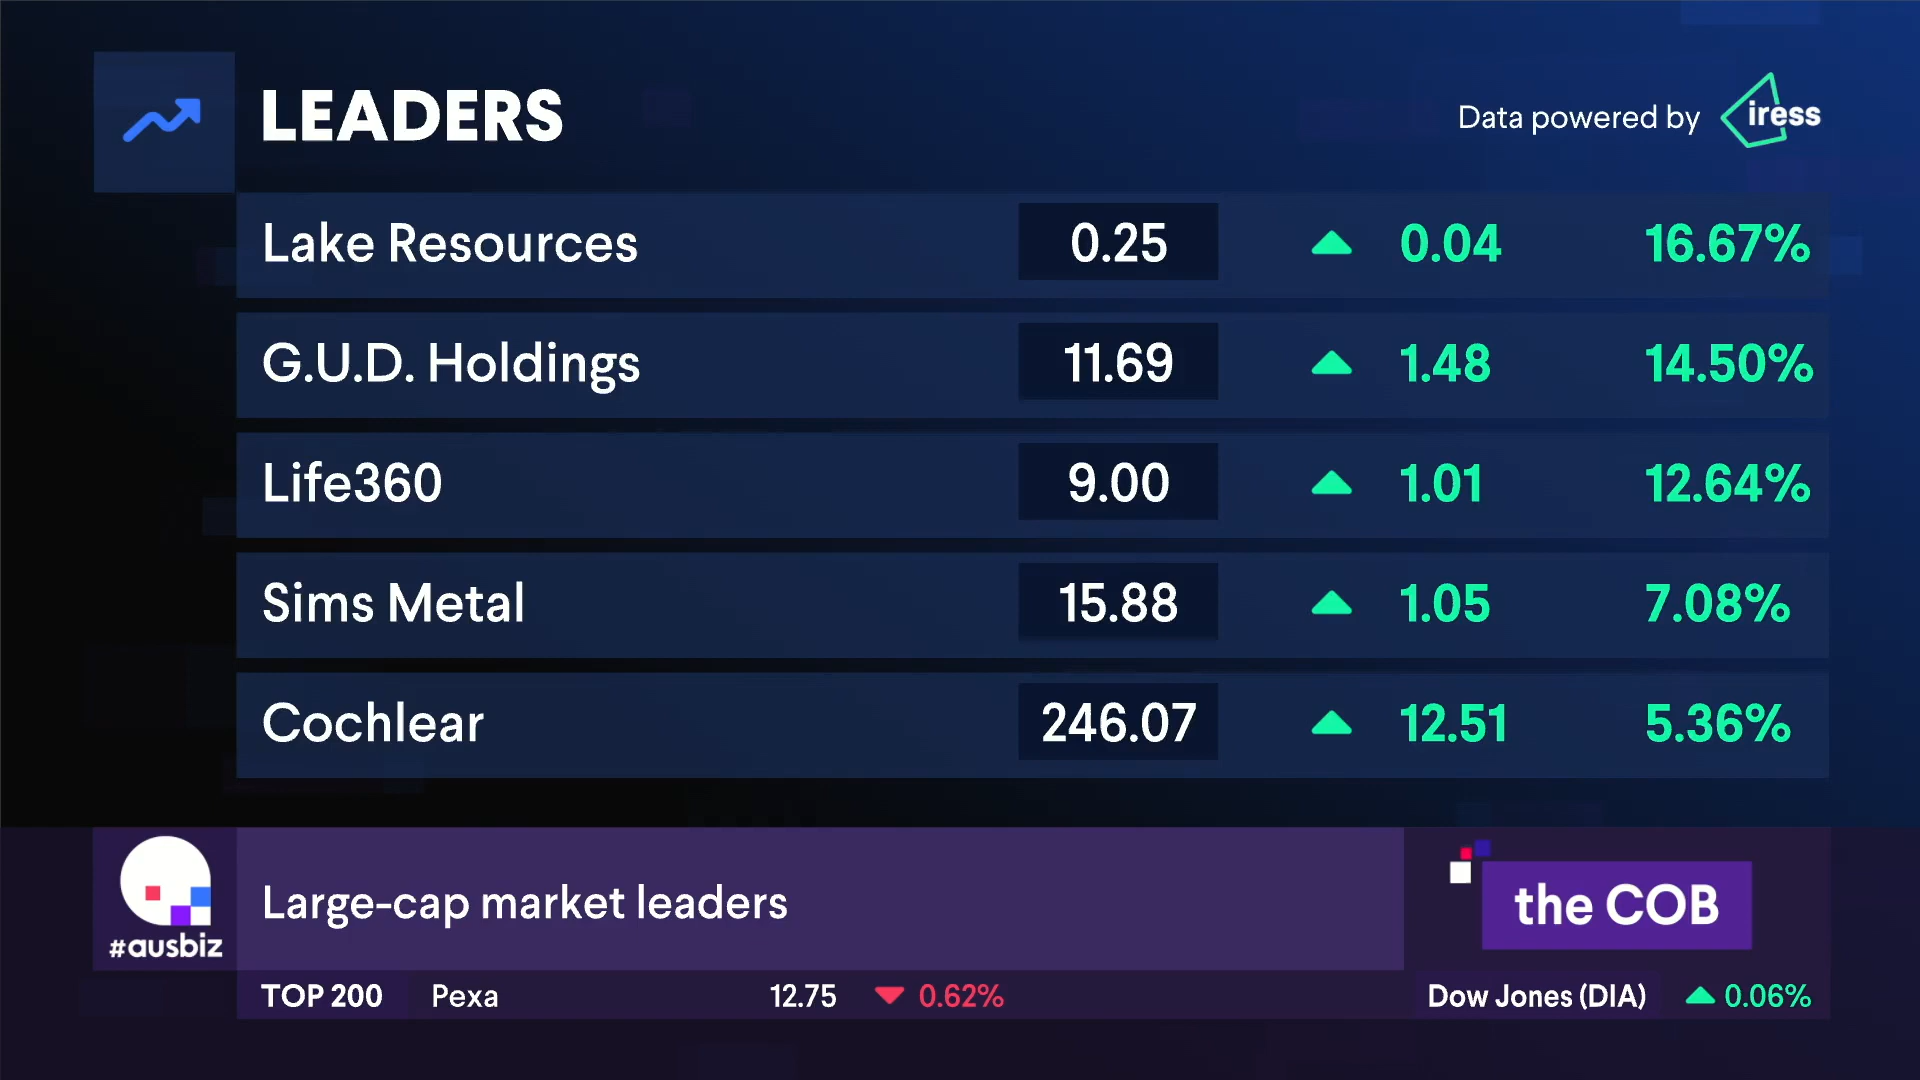 LEADERS
Data powered by iress
Lake Resources 0.25 0.04 16.67%
G.U.D. Holdings 11.69 1.48 14.50%
Life360 9.00 1.01 12.64%
Sims Metal 15.88 1.05 7.08%
Cochlear 246.07 12.51 5.36%
#ausbiz
Large-cap market leaders
the COB
TOP 200 Pexa 12.75 0.62%
Dow Jones (DIA) 0.06%